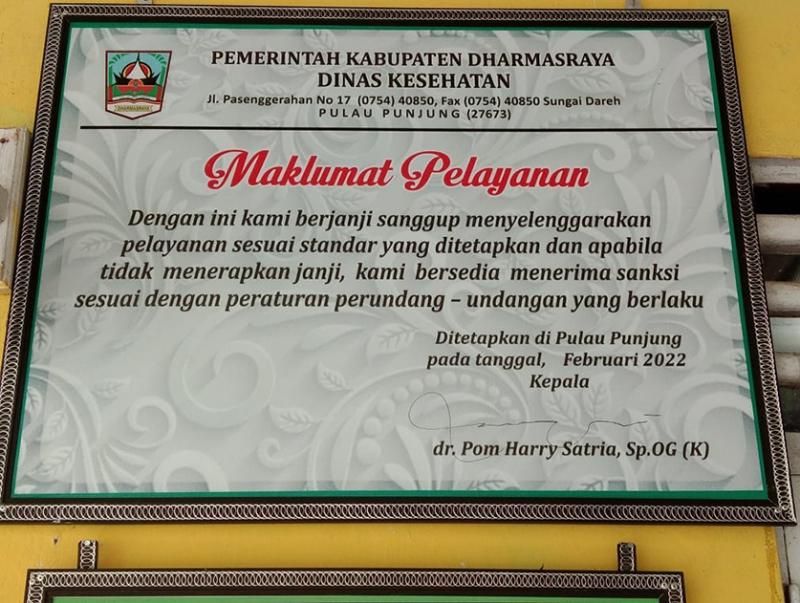 PEMERINTAH KABUPATEN DHARMASRAYA
DINAS KESEHATAN
Jl. Pasenggerahan No 17 (0754) 40850, Fax (0754) 40850 Sungai Dareh
PULAU PUNJUNG (27673)
DHARMASRAYA
Maklumat Pelayanan
Dengan ini kami berjanji sanggup menyelenggarakan
pelayanan sesuai standar yang ditetapkan dan apabila
tidak menerapkan janji, kami bersedia menerima sanksi
sesuai dengan peraturan perundang – undangan yang berlaku
Ditetapkan di Pulau Punjung
pada tanggal, Februari 2022
Kepala
dr. Pom Harry Satria, Sp.OG (K)